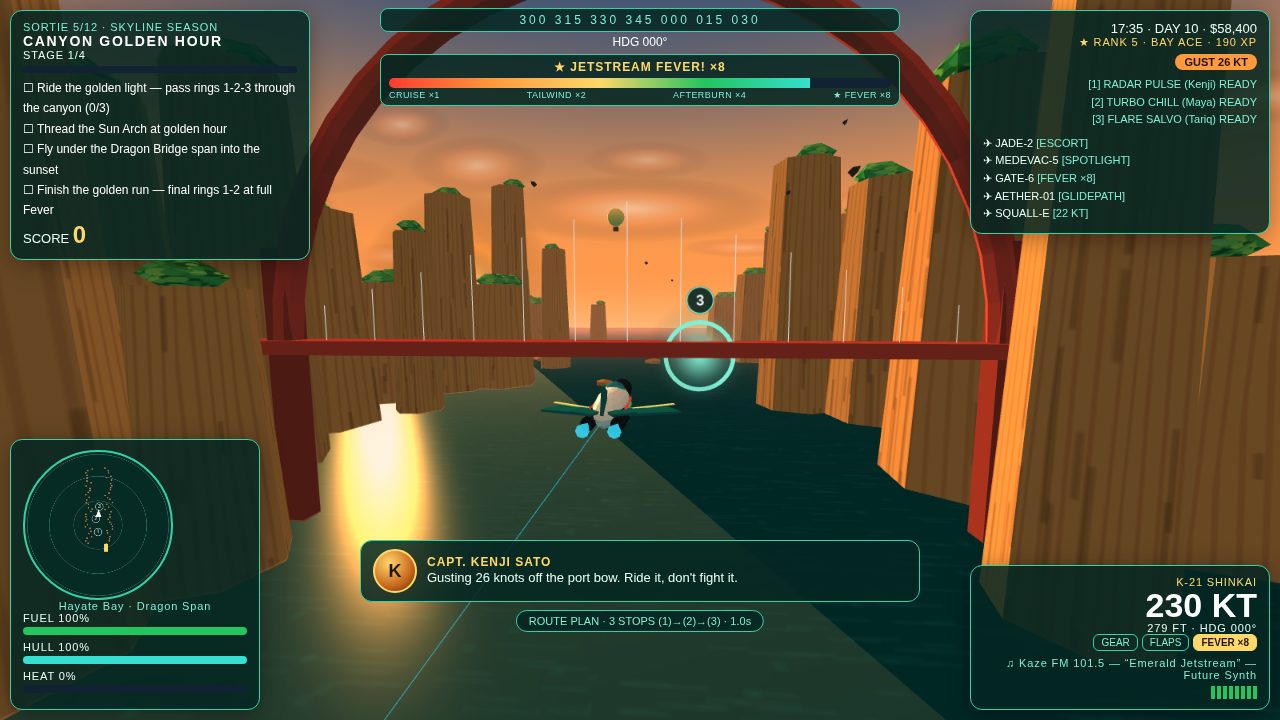 SORTIE 5/12 · SKYLINE SEASON
CANYON GOLDEN HOUR
STAGE 1/4
☐ Ride the golden light — pass rings 1-2-3 through
the canyon (0/3)
☐ Thread the Sun Arch at golden hour
☐ Fly under the Dragon Bridge span into the
sunset
☐ Finish the golden run — final rings 1-2 at full
Fever
SCORE 0
300 315 330 345 000 015 030
HDG 000°
★ JETSTREAM FEVER! ×8
CRUISE ×1 TAILWIND ×2 AFTERBURN ×4 ★ FEVER ×8
17:35 · DAY 10 · $58,400
★ RANK 5 · BAY ACE · 190 XP
GUST 26 KT
[1] RADAR PULSE (Kenji) READY
[2] TURBO CHILL (Maya) READY
[3] FLARE SALVO (Tariq) READY
✈ JADE-2 [ESCORT]
✈ MEDEVAC-5 [SPOTLIGHT]
✈ GATE-6 [FEVER ×8]
✈ AETHER-01 [GLIDEPATH]
✈ SQUALL-E [22 KT]
3
Hayate Bay · Dragon Span
FUEL 100%
HULL 100%
HEAT 0%
K
CAPT. KENJI SATO
Gusting 26 knots off the port bow. Ride it, don't fight it.
ROUTE PLAN · 3 STOPS (1)→(2)→(3) · 1.0s
K-21 SHINKAI
230 KT
279 FT · HDG 000°
GEAR FLAPS FEVER ×8
♫ Kaze FM 101.5 — “Emerald Jetstream” —
Future Synth